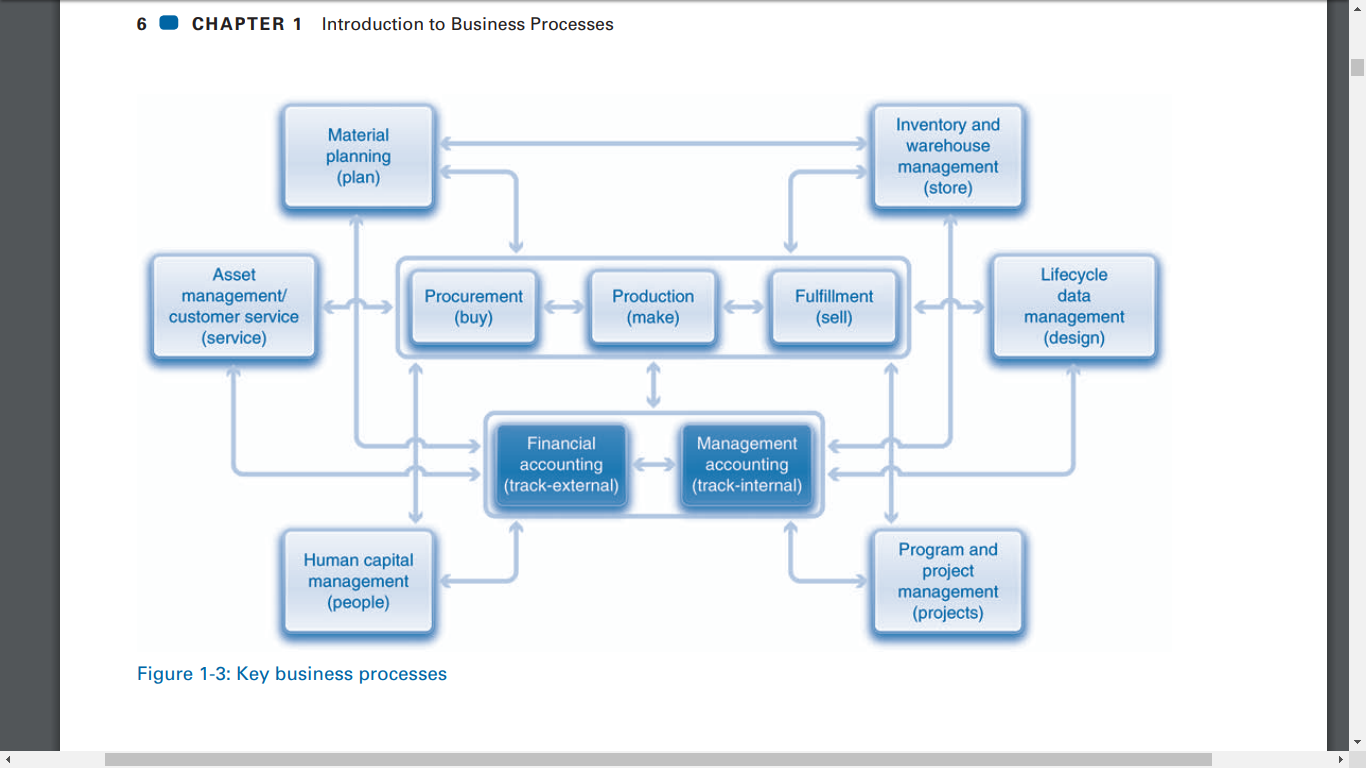 6 CHAPTER 1 Introduction to Business Processes
Material
planning
(plan)
Inventory and
warehouse
management
(store)
Asset
management/
customer service
(service)
Procurement
(buy)
Production
(make)
Fulfillment
(sell)
Lifecycle
data
management
(design)
Financial
accounting
(track-external)
Management
accounting
(track-internal)
Human capital
management
(people)
Program and
project
management
(projects)
Figure 1-3: Key business processes